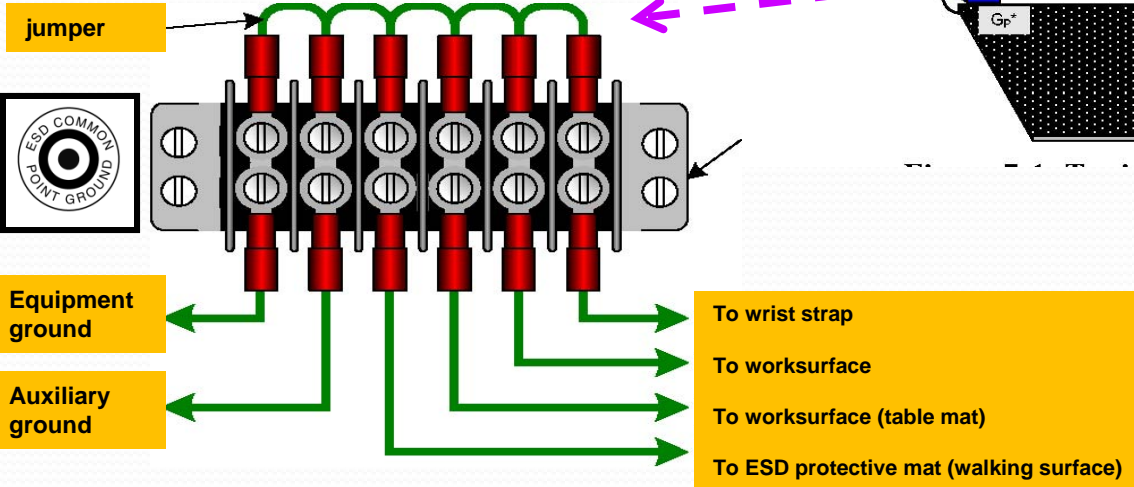 jumper
Gp*
ESD COMMON
POINT GROUND
Equipment
ground
Auxiliary
ground
To wrist strap
To worksurface
To worksurface (table mat)
To ESD protective mat (walking surface)